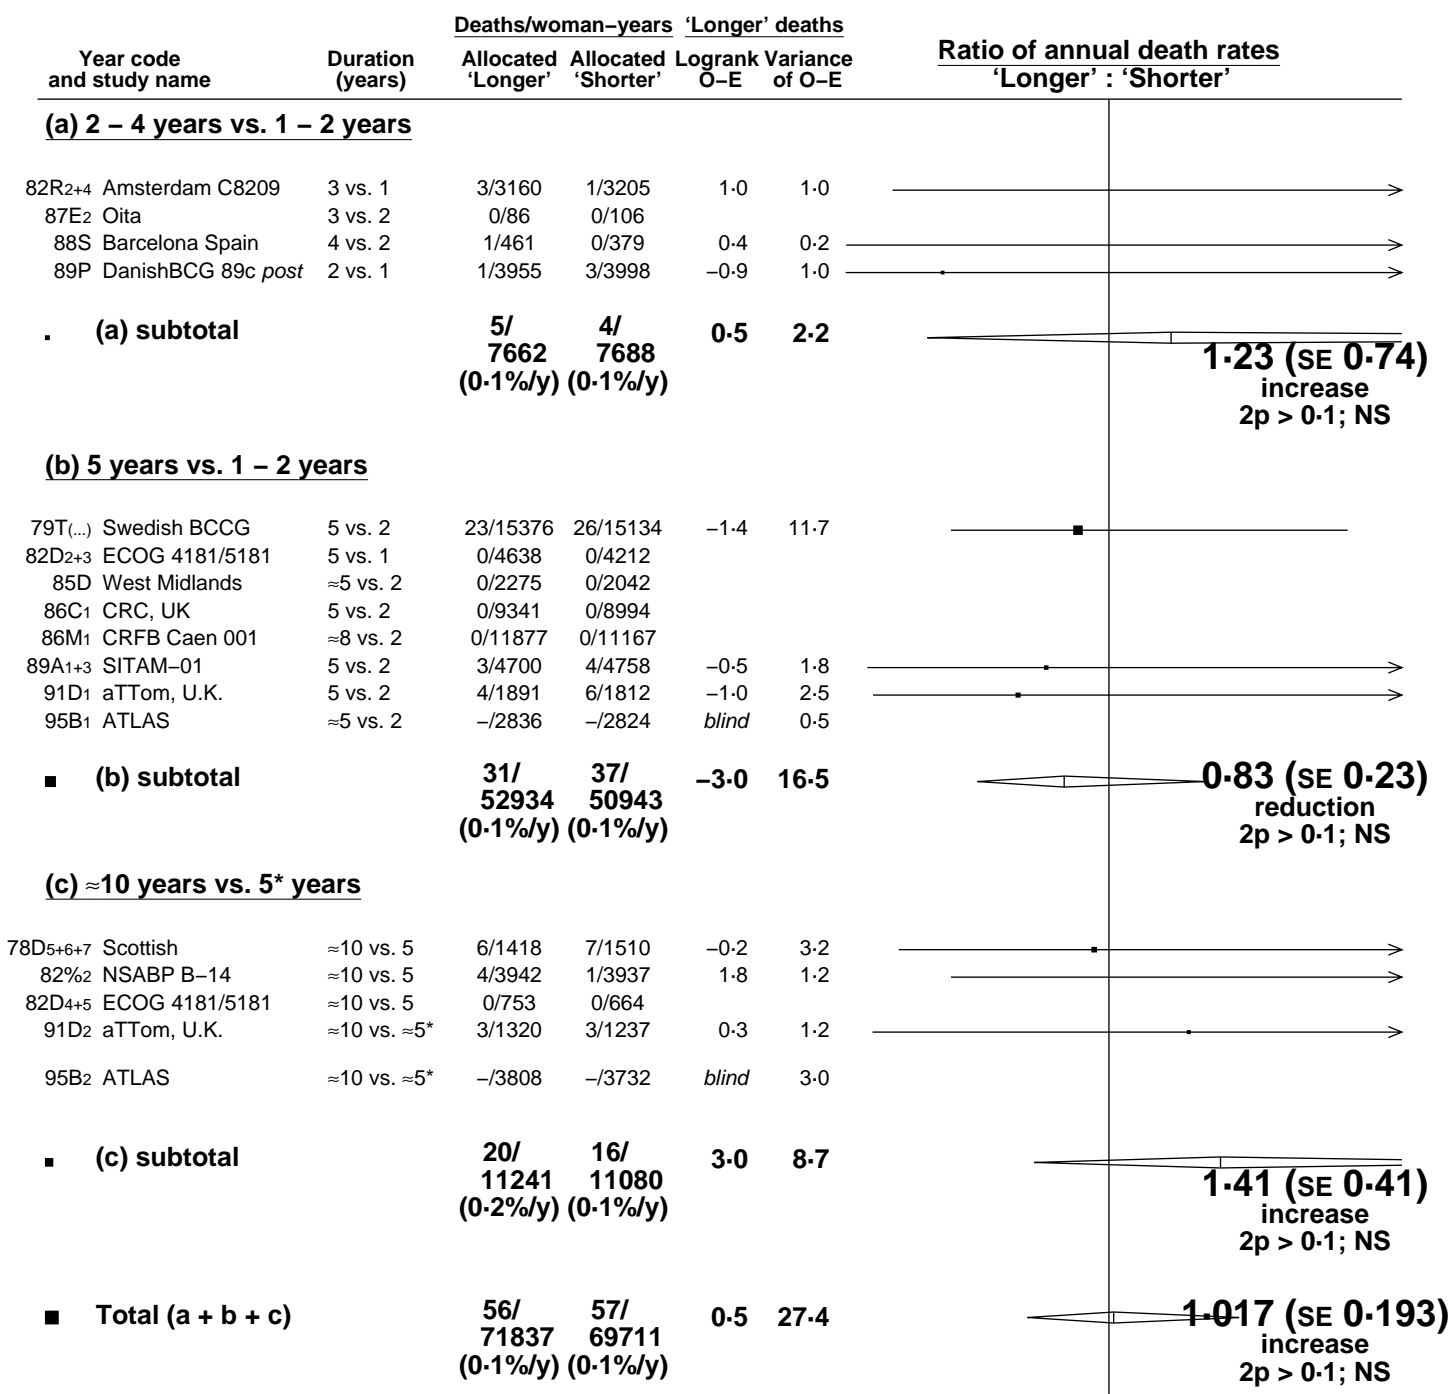 Deaths/woman–years ‘Longer’ deaths
Year code Duration Allocated Allocated Logrank Variance Ratio of annual death rates
and study name (years) ‘Longer’ ‘Shorter’ O–E of O–E ‘Longer’ : ‘Shorter’
(a) 2 – 4 years vs. 1 – 2 years
82R2+4 Amsterdam C8209 3 vs. 1 3/3160 1/3205 1·0 1·0
87E2 Oita 3 vs. 2 0/86 0/106
88S Barcelona Spain 4 vs. 2 1/461 0/379 0·4 0·2
89P DanishBCG 89c post 2 vs. 1 1/3955 3/3998 –0·9 1·0
(a) subtotal 5/ 4/ 0·5 2·2
7662 7688 1·23 (SE 0·74)
(0·1%/y) (0·1%/y) increase
2p > 0·1; NS
(b) 5 years vs. 1 – 2 years
79T(...) Swedish BCCG 5 vs. 2 23/15376 26/15134 –1·4 11·7
82D2+3 ECOG 4181/5181 5 vs. 1 0/4638 0/4212
85D West Midlands ≈5 vs. 2 0/2275 0/2042
86C1 CRC, UK 5 vs. 2 0/9341 0/8994
86M1 CRFB Caen 001 ≈8 vs. 2 0/11877 0/11167
89A1+3 SITAM–01 5 vs. 2 3/4700 4/4758 –0·5 1·8
91D1 aTTom, U.K. 5 vs. 2 4/1891 6/1812 –1·0 2·5
95B1 ATLAS ≈5 vs. 2 –/2836 –/2824 blind 0·5
(b) subtotal 31/ 37/ –3·0 16·5 0·83 (SE 0·23)
52934 50943 reduction
(0·1%/y) (0·1%/y) 2p > 0·1; NS
(c) ≈10 years vs. 5* years
78D5+6+7 Scottish ≈10 vs. 5 6/1418 7/1510 –0·2 3·2
82%2 NSABP B–14 ≈10 vs. 5 4/3942 1/3937 1·8 1·2
82D4+5 ECOG 4181/5181 ≈10 vs. 5 0/753 0/664
91D2 aTTom, U.K. ≈10 vs. ≈5* 3/1320 3/1237 0·3 1·2
95B2 ATLAS ≈10 vs. ≈5* –/3808 –/3732 blind 3·0
(c) subtotal 20/ 16/ 3·0 8·7
11241 11080 1·41 (SE 0·41)
(0·2%/y) (0·1%/y) increase
2p > 0·1; NS
Total (a + b + c) 56/ 57/ 0·5 27·4 1·017 (SE 0·193)
71837 69711 increase
(0·1%/y) (0·1%/y) 2p > 0·1; NS